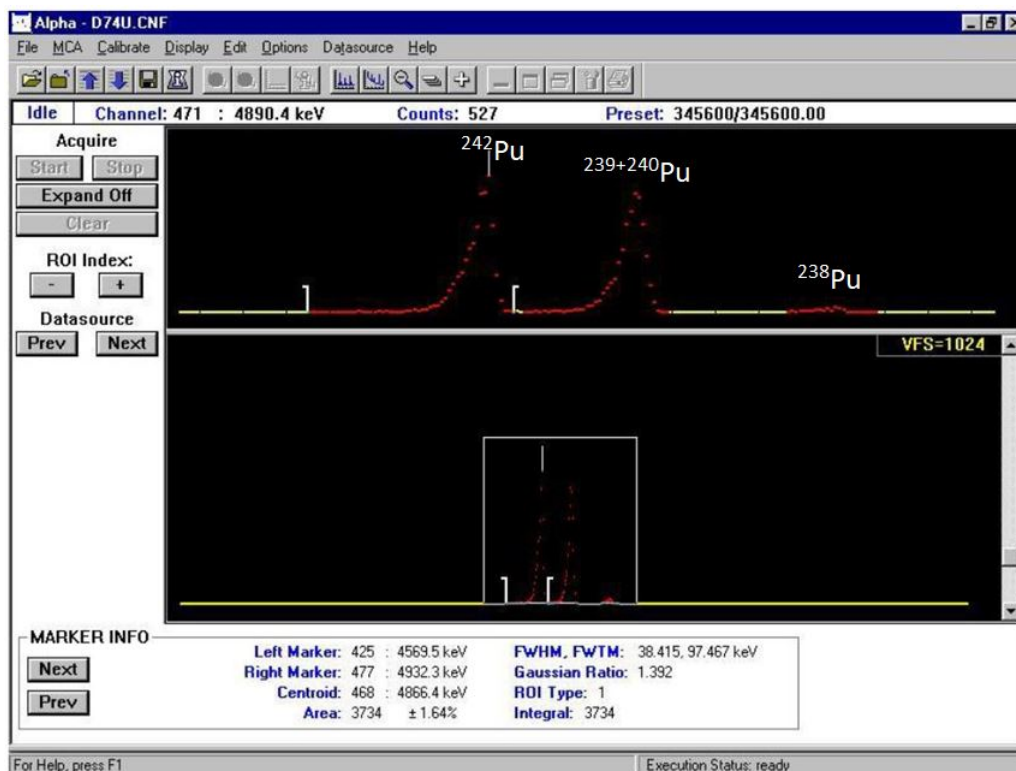 Alpha - D74U.CNF
File MCA Calibrate Display Edit Options Datasource Help
Idle Channel: 471 : 4890.4 keV Counts: 527 Preset: 345600/345600.00
Acquire
Start Stop
Expand Off
Clear
ROI Index:
- +
Datasource
Prev Next
²⁴²Pu
²³⁹⁺²⁴⁰Pu
²³⁸Pu
VFS=1024
MARKER INFO
Next
Prev
Left Marker: 425 : 4569.5 keV
Right Marker: 477 : 4932.3 keV
Centroid: 468 : 4866.4 keV
Area: 3734 ± 1.64%
FWHM, FWTM: 38.415, 97.467 keV
Gaussian Ratio: 1.392
ROI Type: 1
Integral: 3734
For Help, press F1 Execution Status: ready